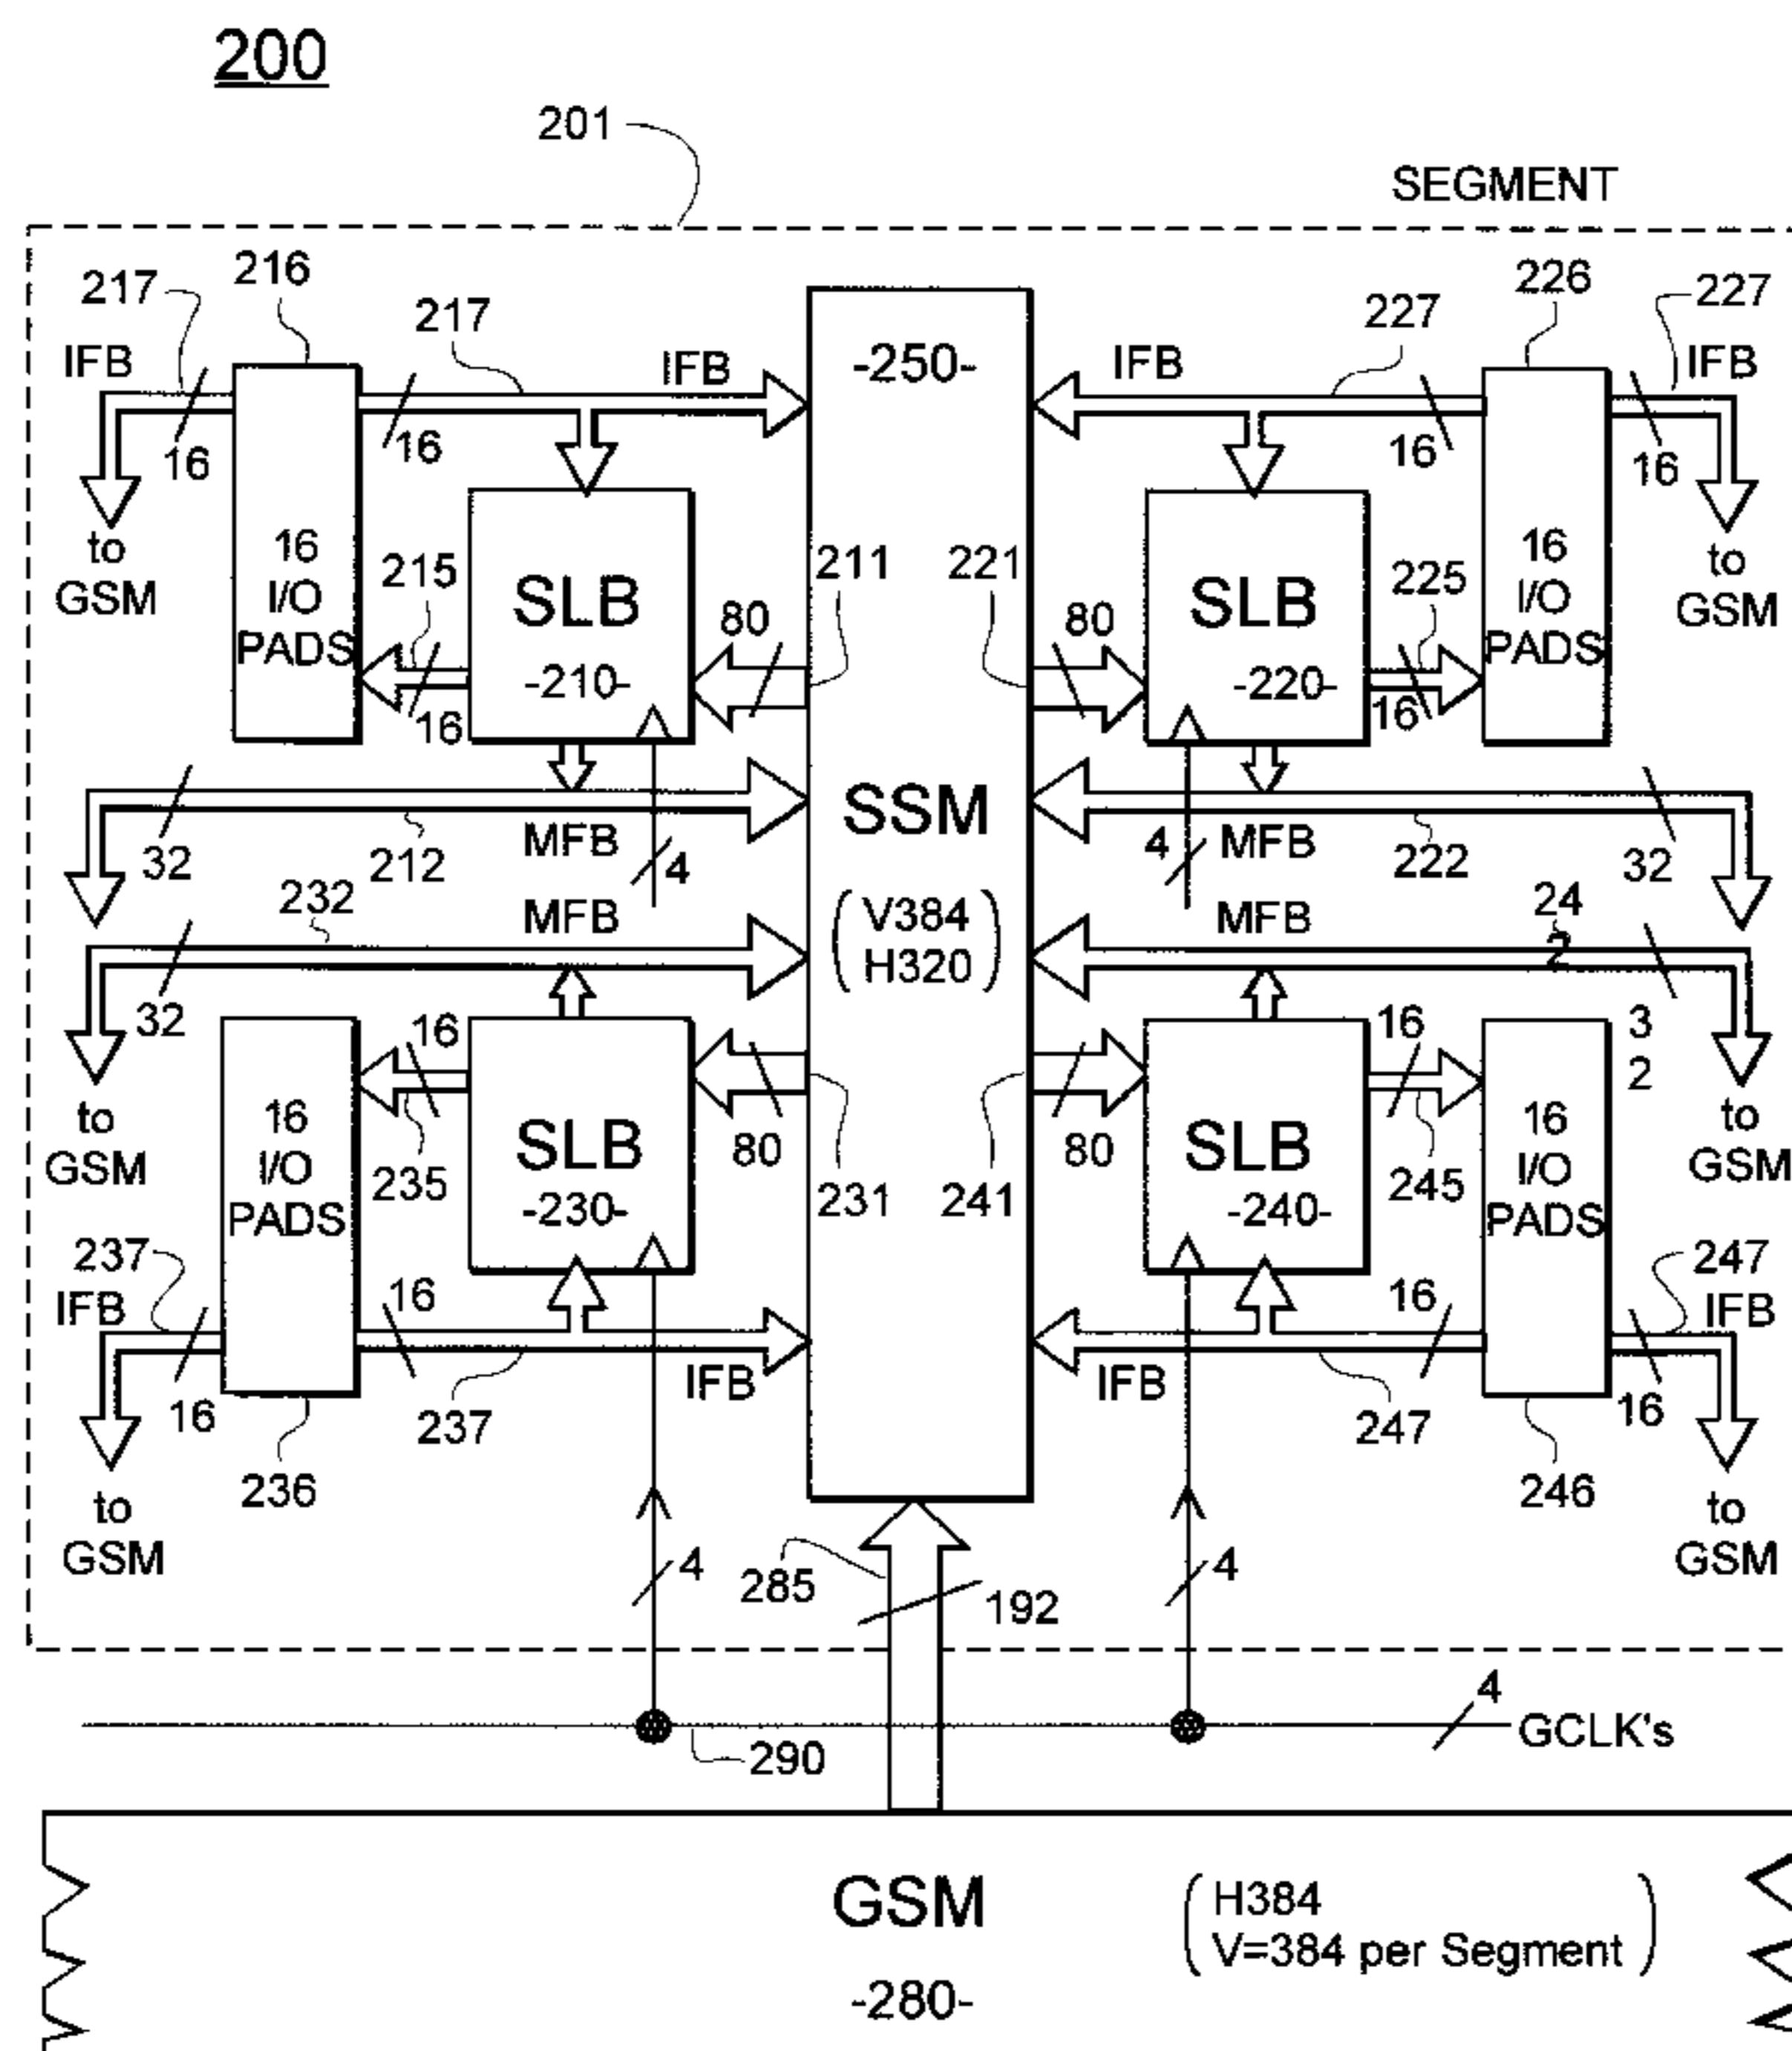 200
201
SEGMENT
217
216
217
227
226
227
IFB
IFB
-250-
IFB
IFB
16
16
16
16
to
GSM
16
I/O
PADS
215
SLB
-210-
80
211
221
80
SLB
-220-
225
16
I/O
PADS
to
GSM
16
16
32
212
MFB
4
SSM
4
MFB
222
32
232
MFB
(V384
H320)
MFB
24
2
32
16
80
80
16
3
2
to
GSM
16
I/O
PADS
235
SLB
-230-
231
241
SLB
-240-
245
16
I/O
PADS
to
GSM
237
IFB
16
16
247
IFB
16
237
IFB
IFB
247
16
to
GSM
236
246
to
GSM
4
285
192
4
290
4
GCLK's
GSM
-280-
(H384
V=384 per Segment)